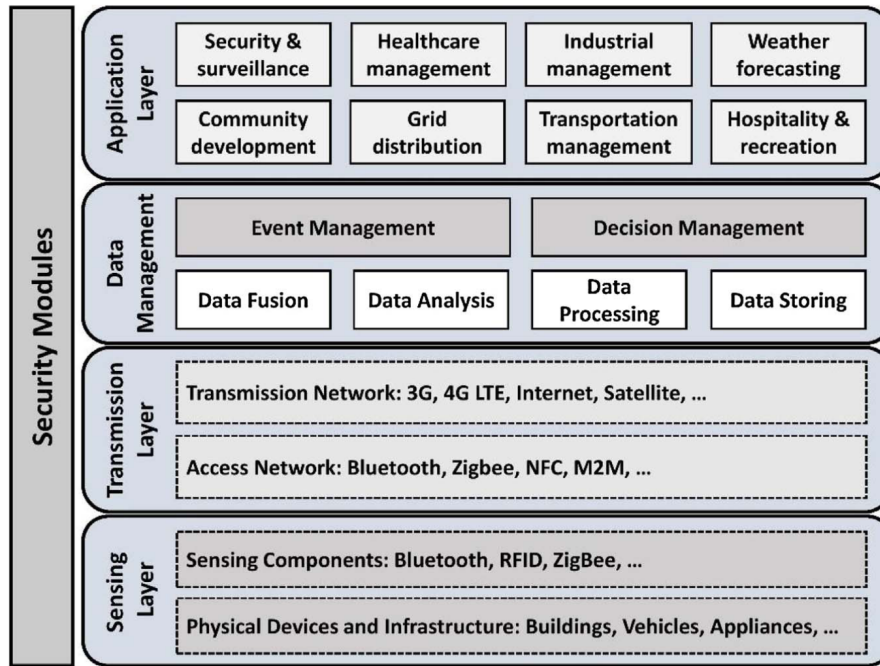 Security Modules
Application
Layer
Security &
surveillance
Healthcare
management
Industrial
management
Weather
forecasting
Community
development
Grid
distribution
Transportation
management
Hospitality &
recreation
Data
Management
Event Management
Decision Management
Data Fusion
Data Analysis
Data
Processing
Data Storing
Transmission
Layer
Transmission Network: 3G, 4G LTE, Internet, Satellite, ...
Access Network: Bluetooth, Zigbee, NFC, M2M, ...
Sensing
Layer
Sensing Components: Bluetooth, RFID, ZigBee, ...
Physical Devices and Infrastructure: Buildings, Vehicles, Appliances, ...